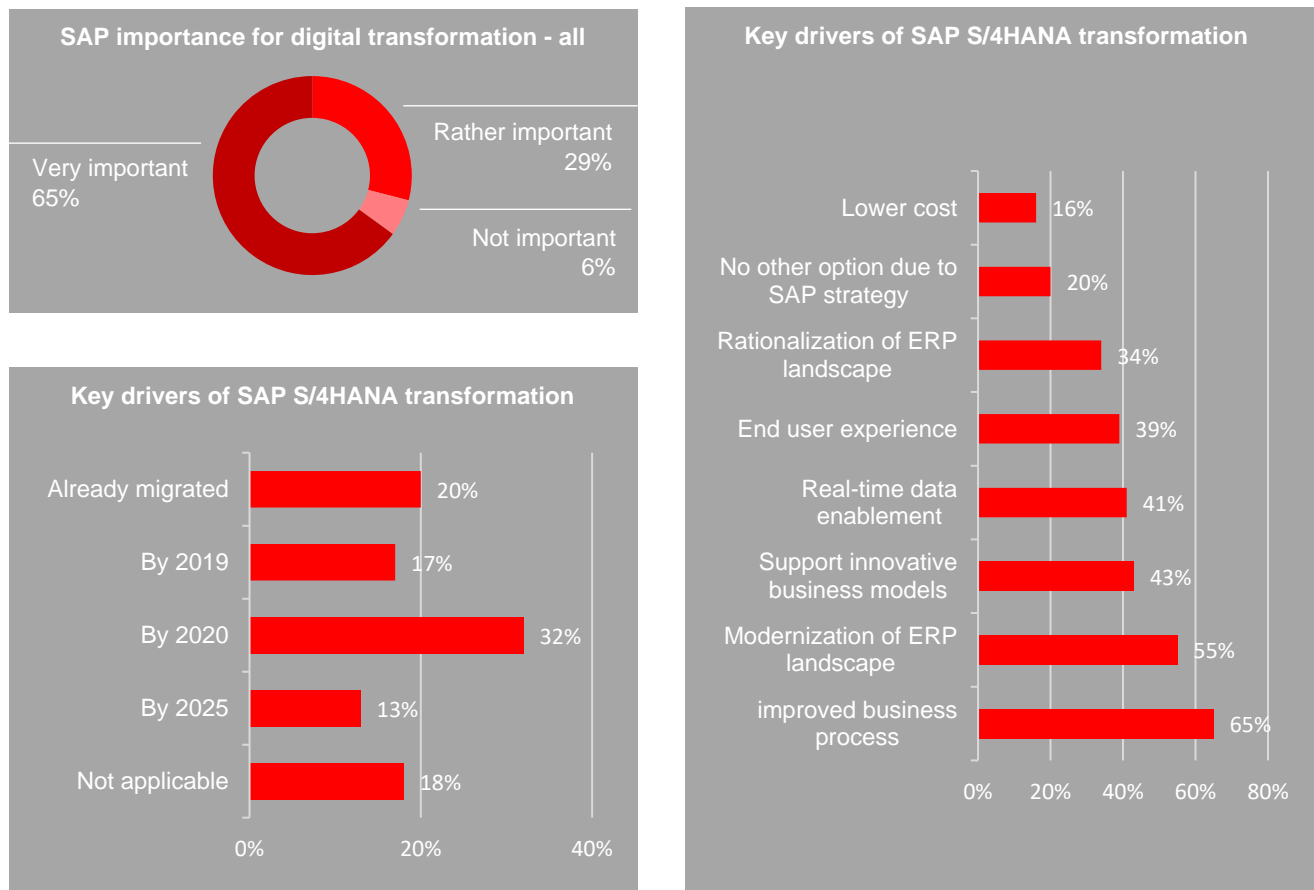 SAP importance for digital transformation - all
Rather important
29%
Very important
65%
Not important
6%
Key drivers of SAP S/4HANA transformation
Already migrated
20%
By 2019
17%
By 2020
32%
By 2025
13%
Not applicable
18%
0%
20%
40%
Key drivers of SAP S/4HANA transformation
Lower cost
16%
No other option due to
SAP strategy
20%
Rationalization of ERP
landscape
34%
End user experience
39%
Real-time data
enablement
41%
Support innovative
business models
43%
Modernization of ERP
landscape
55%
improved business
process
65%
0%
20%
40%
60%
80%